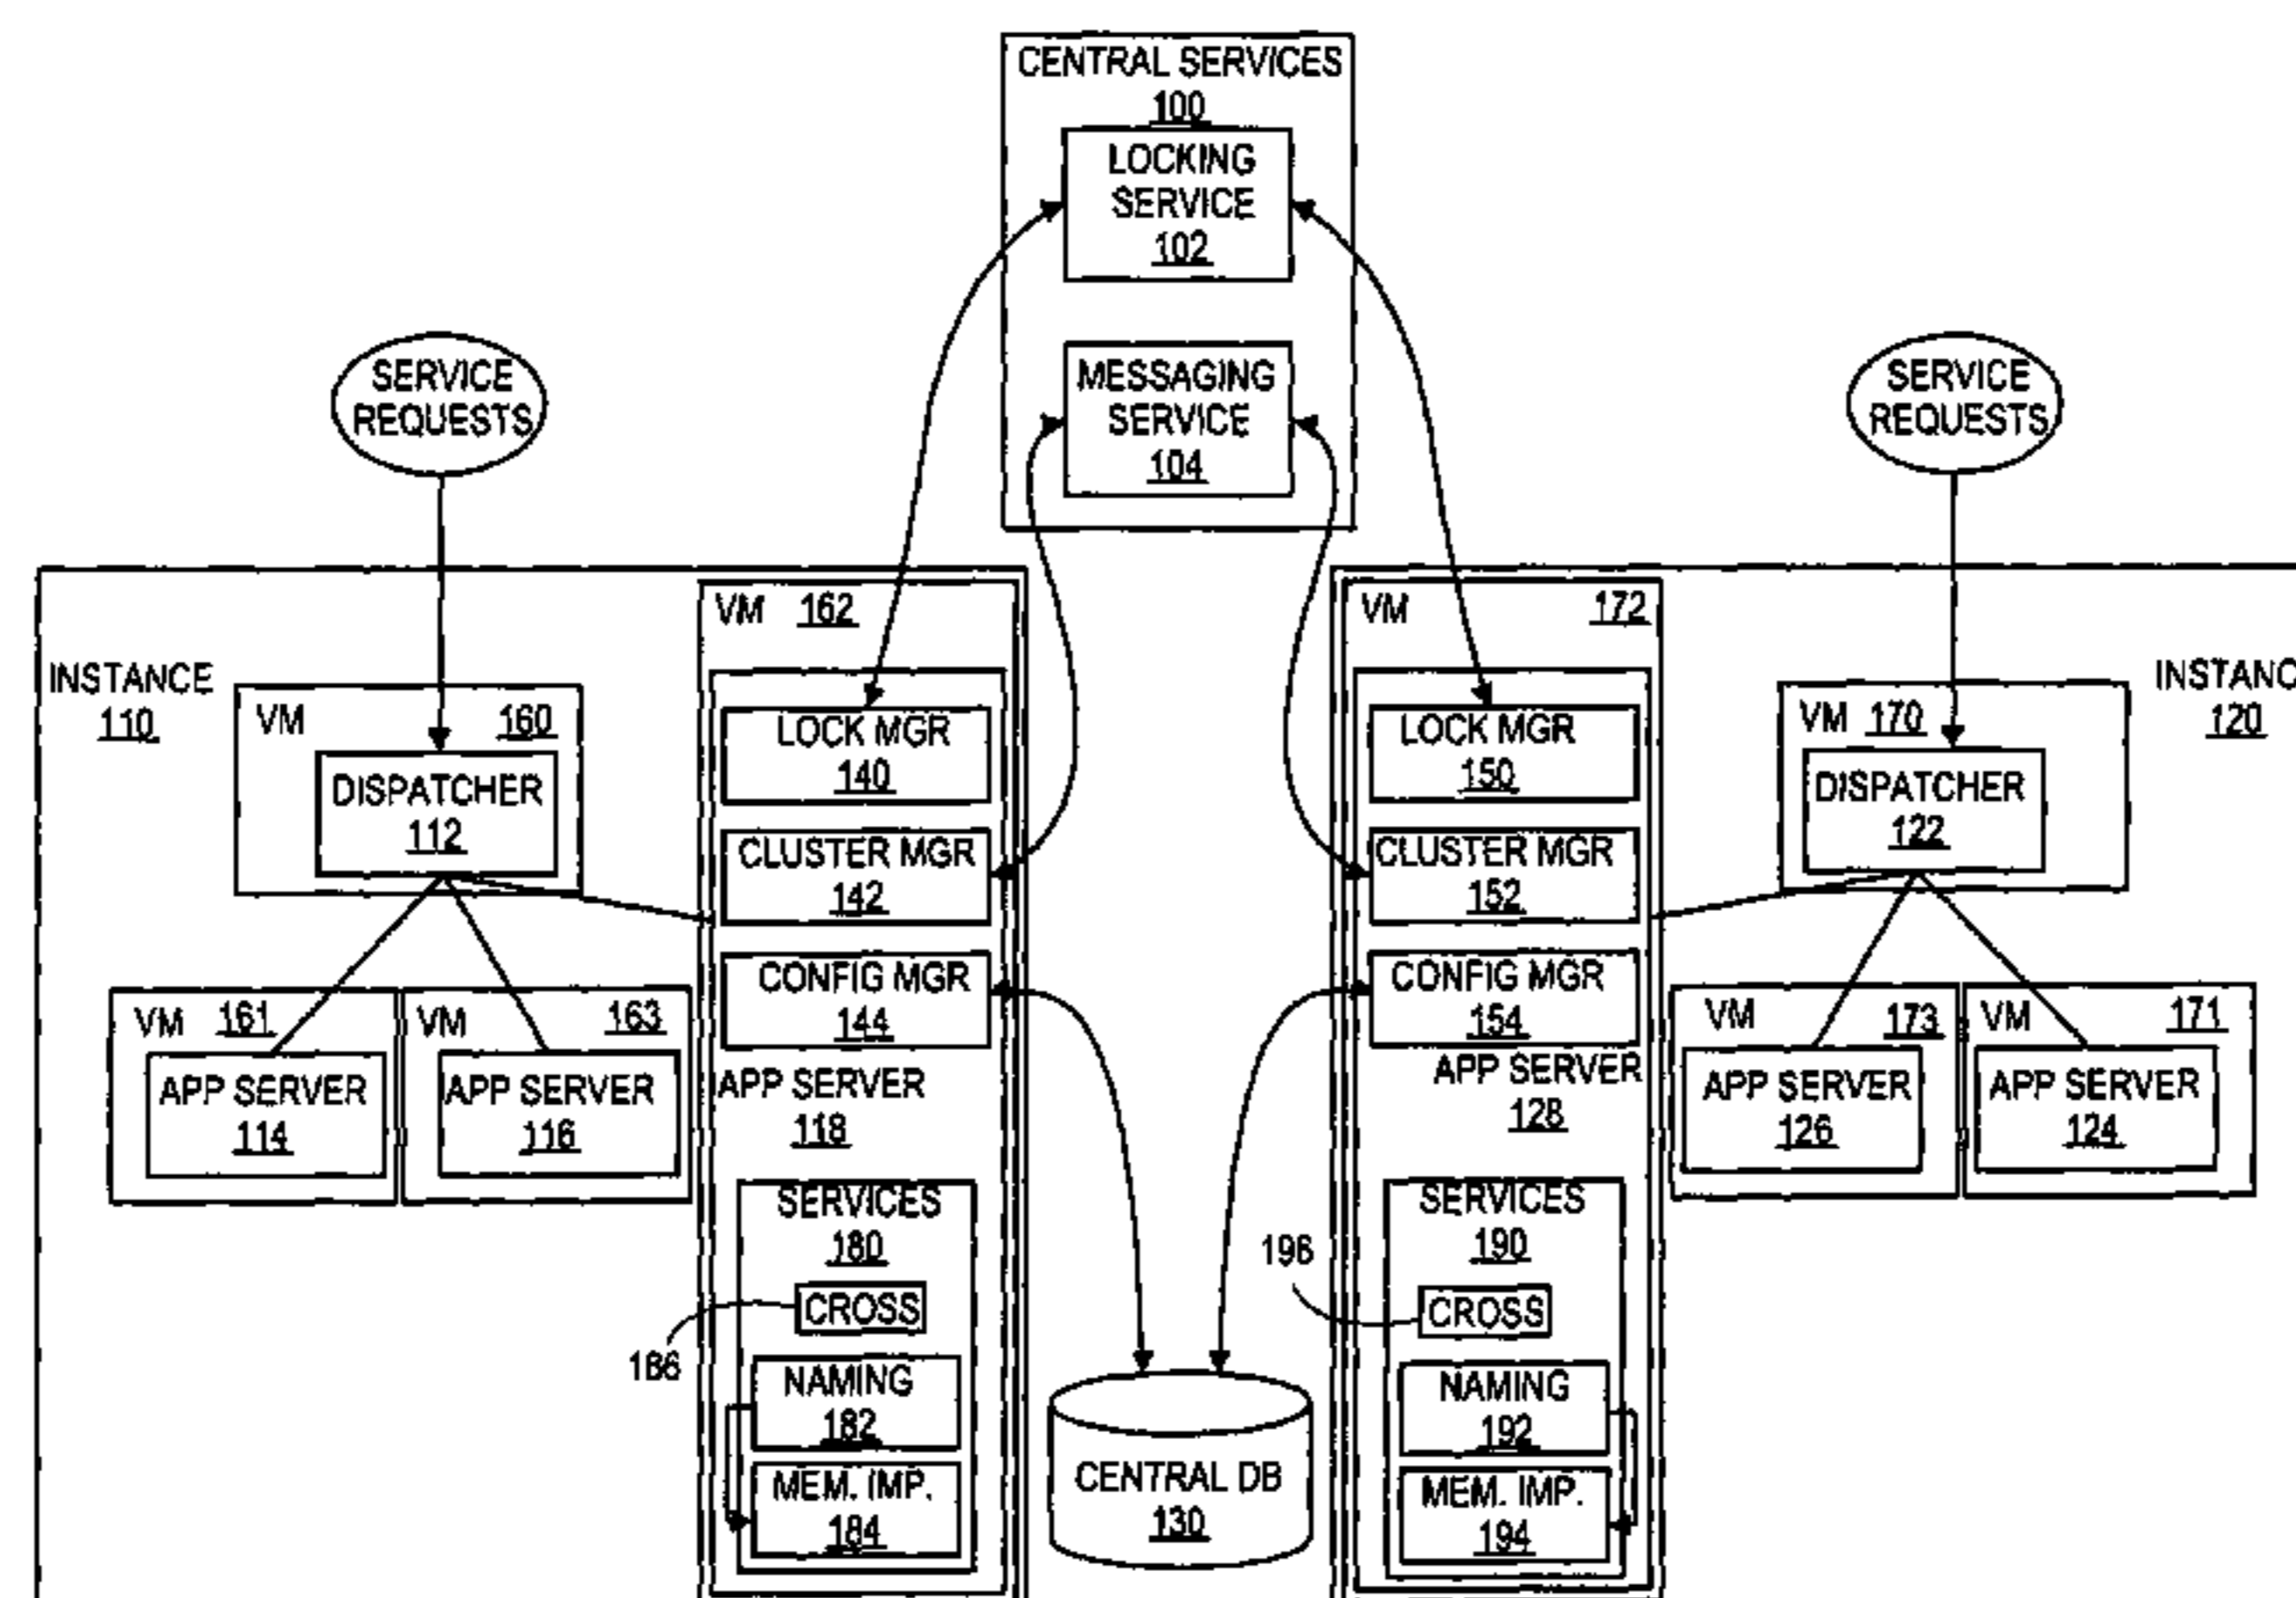 CENTRAL SERVICES
100
LOCKING
SERVICE
102
MESSAGING
SERVICE
104
SERVICE
REQUESTS
SERVICE
REQUESTS
INSTANCE
110
VM 160
DISPATCHER
112
VM 161
APP SERVER
114
VM 163
APP SERVER
116
VM 162
LOCK MGR
140
CLUSTER MGR
142
CONFIG MGR
144
APP SERVER
118
SERVICES
180
CROSS
186
NAMING
182
MEM. IMP.
184
CENTRAL DB
130
VM 172
LOCK MGR
150
CLUSTER MGR
152
CONFIG MGR
154
APP SERVER
128
SERVICES
190
196
CROSS
NAMING
192
MEM. IMP.
194
INSTANC
120
VM 170
DISPATCHER
122
VM 173
APP SERVER
126
VM 171
APP SERVER
124